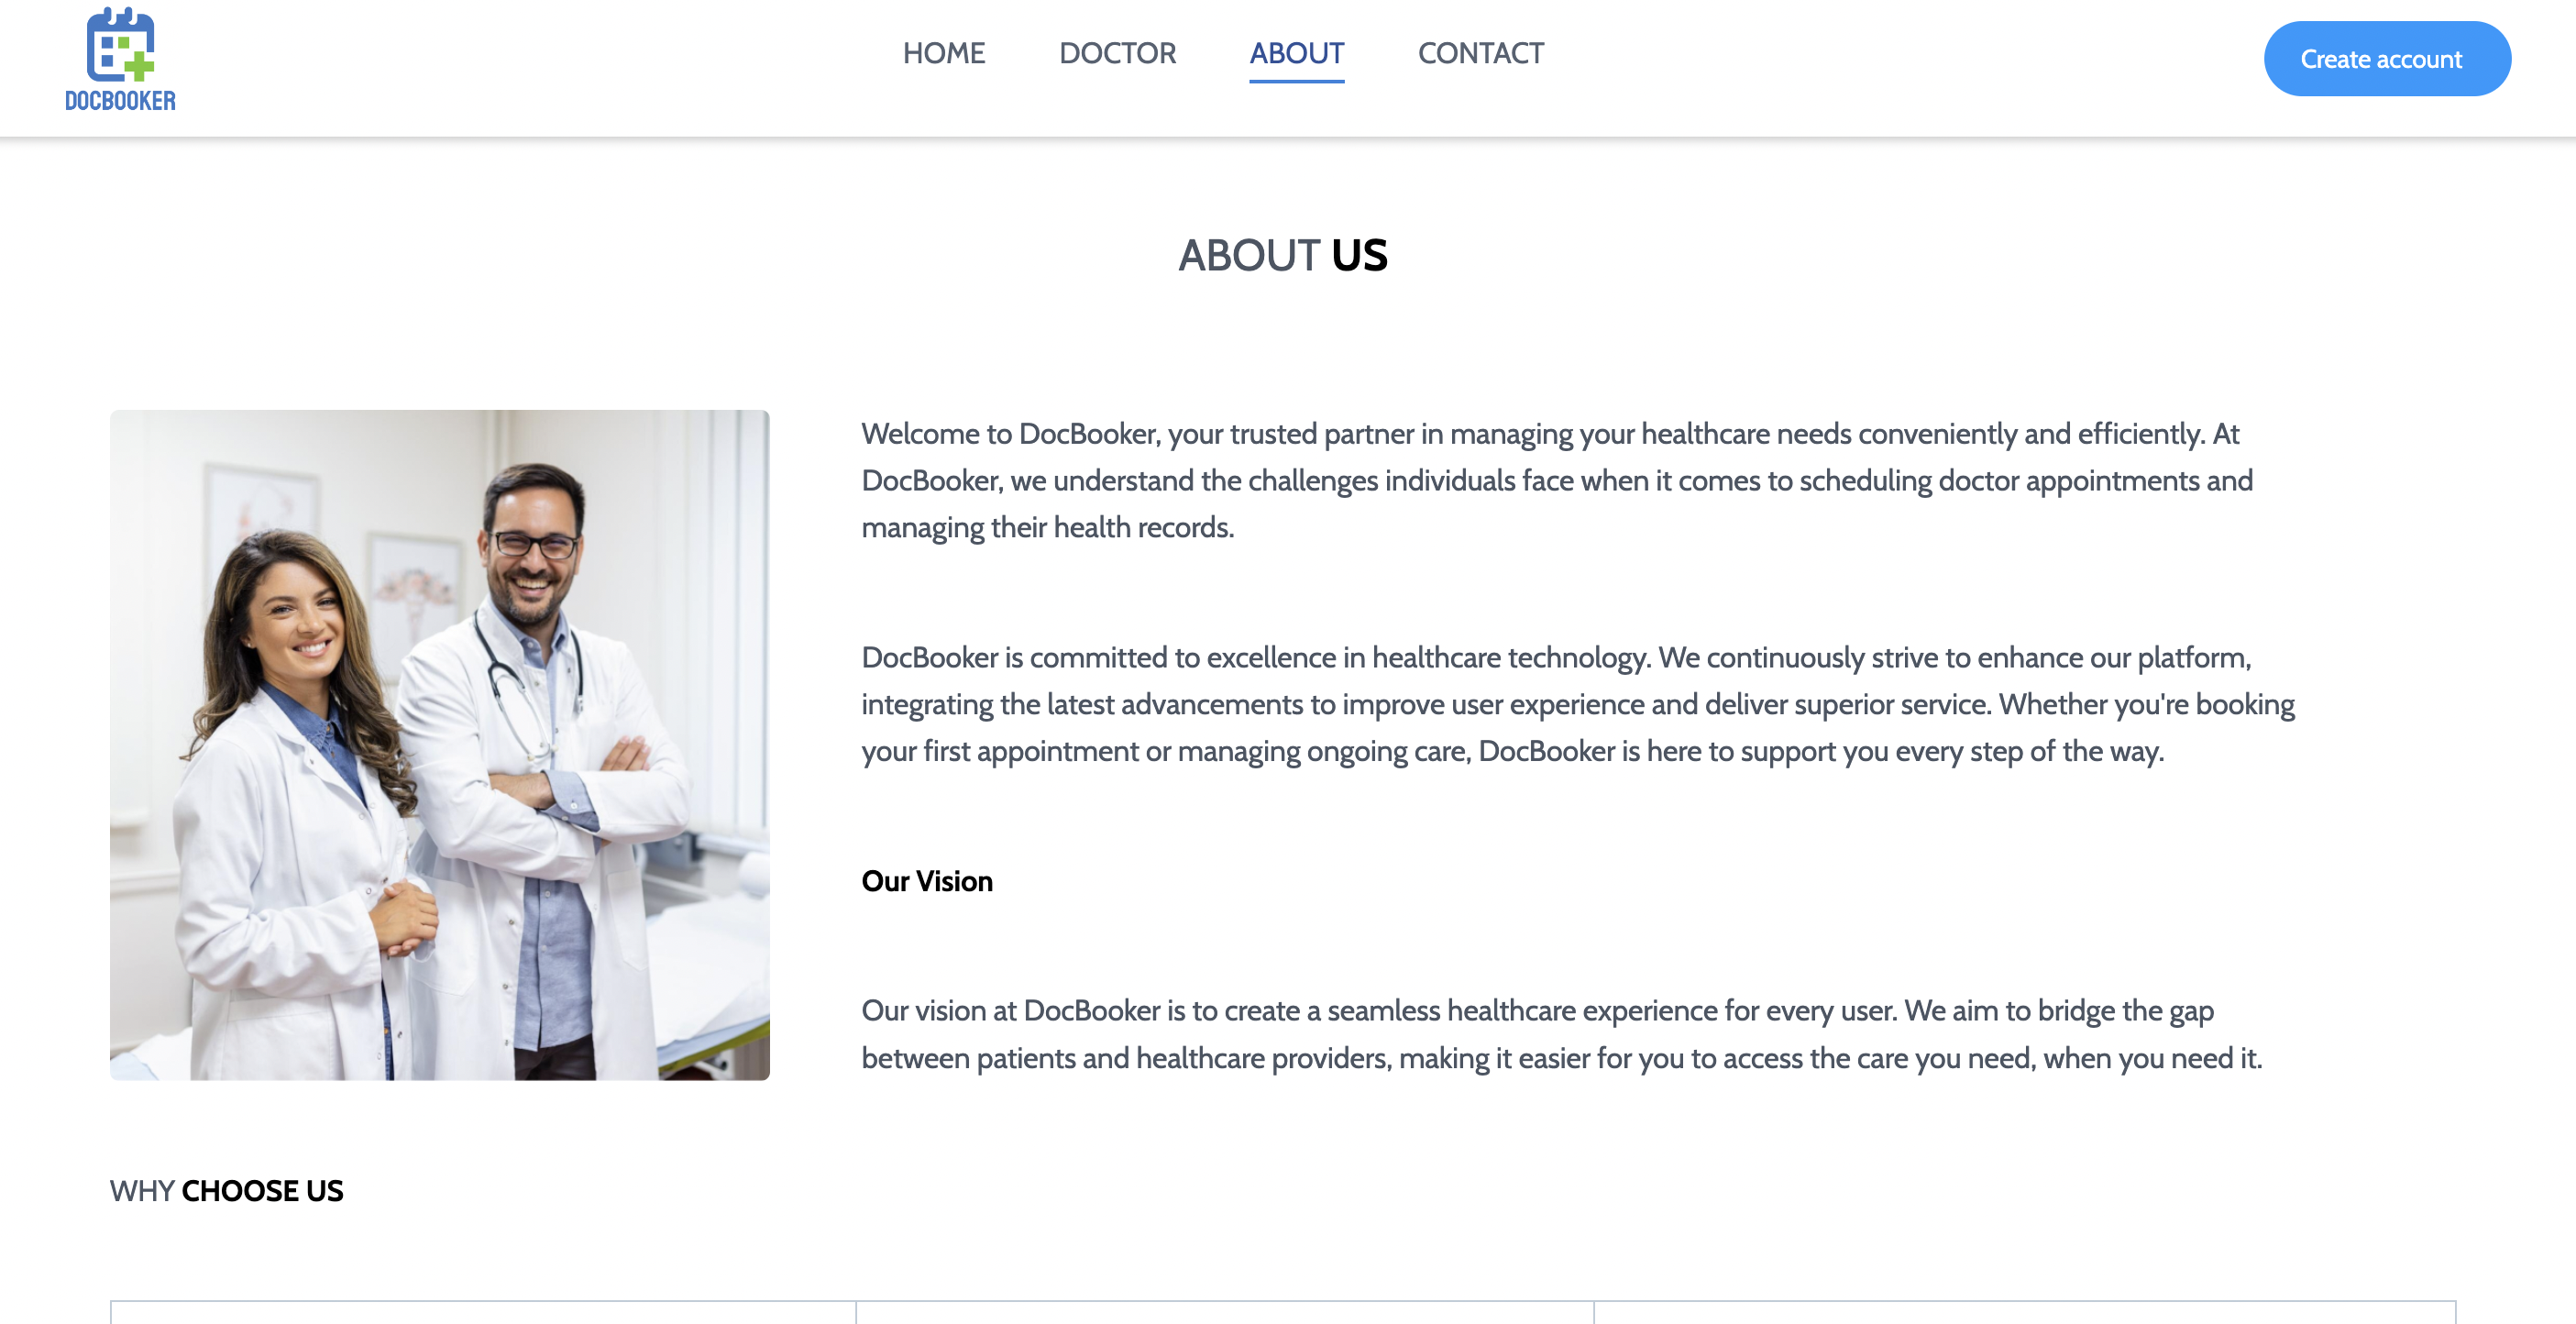 DOCBOOKER
HOME
DOCTOR
ABOUT
CONTACT
Create account
ABOUT US
Welcome to DocBooker, your trusted partner in managing your healthcare needs conveniently and efficiently. At
DocBooker, we understand the challenges individuals face when it comes to scheduling doctor appointments and
managing their health records.
DocBooker is committed to excellence in healthcare technology. We continuously strive to enhance our platform,
integrating the latest advancements to improve user experience and deliver superior service. Whether you're booking
your first appointment or managing ongoing care, DocBooker is here to support you every step of the way.
Our Vision
Our vision at DocBooker is to create a seamless healthcare experience for every user. We aim to bridge the gap
between patients and healthcare providers, making it easier for you to access the care you need, when you need it.
WHY CHOOSE US